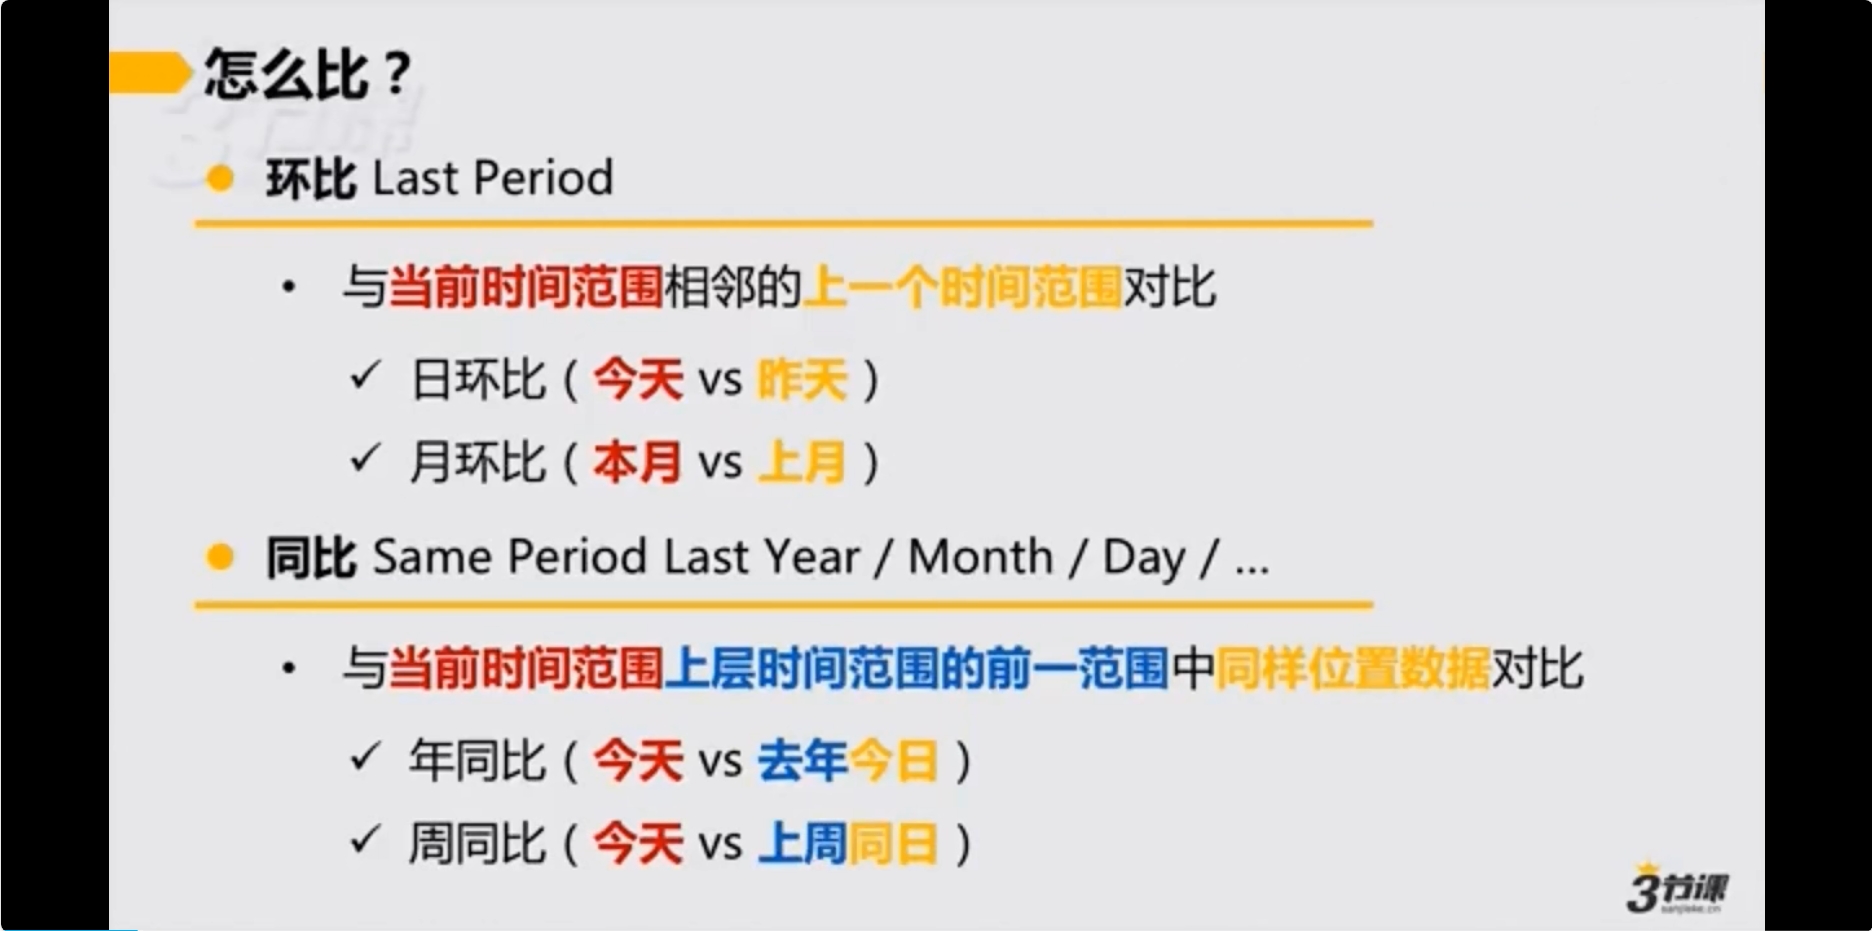 怎么比？
环比 Last Period
• 与当前时间范围相邻的上一个时间范围对比
✓ 日环比（今天 vs 昨天）
✓ 月环比（本月 vs 上月）
同比 Same Period Last Year / Month / Day / ...
• 与当前时间范围上层时间范围的前一范围中同样位置数据对比
✓ 年同比（今天 vs 去年今日）
✓ 周同比（今天 vs 上周同日）
3节课
sanjieke.cn